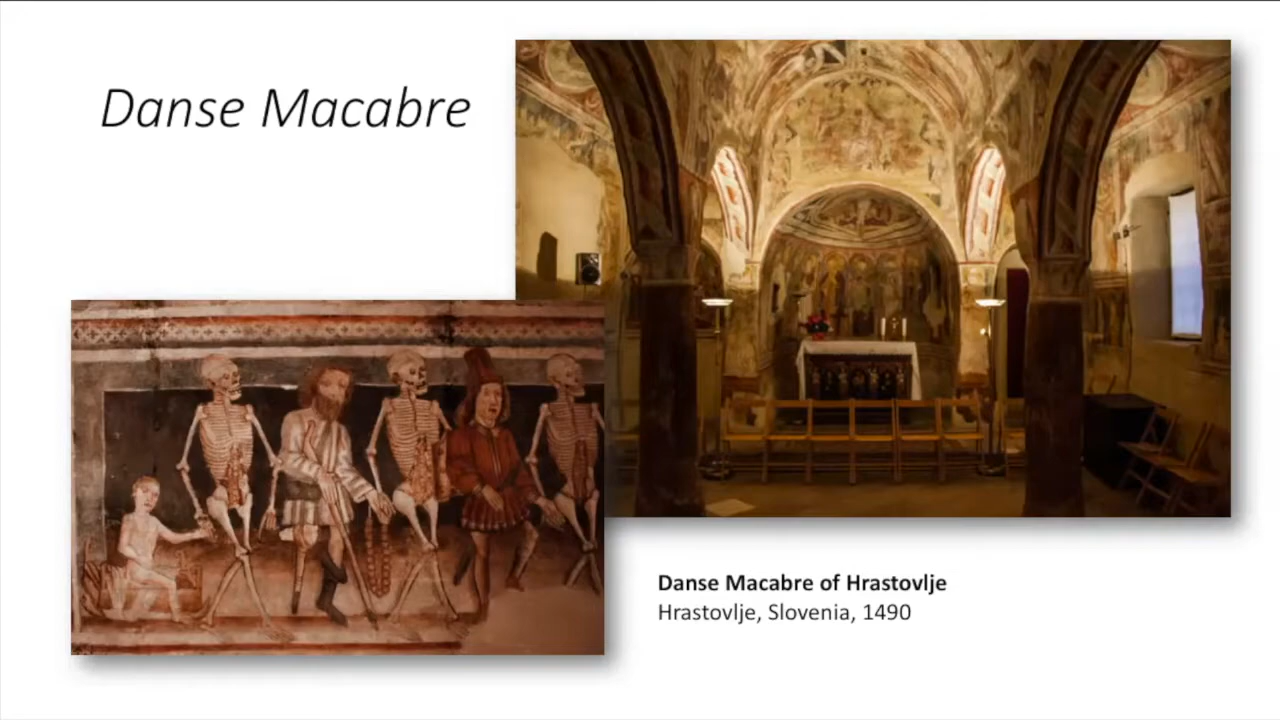 Danse Macabre
Danse Macabre of Hrastovlje
Hrastovlje, Slovenia, 1490